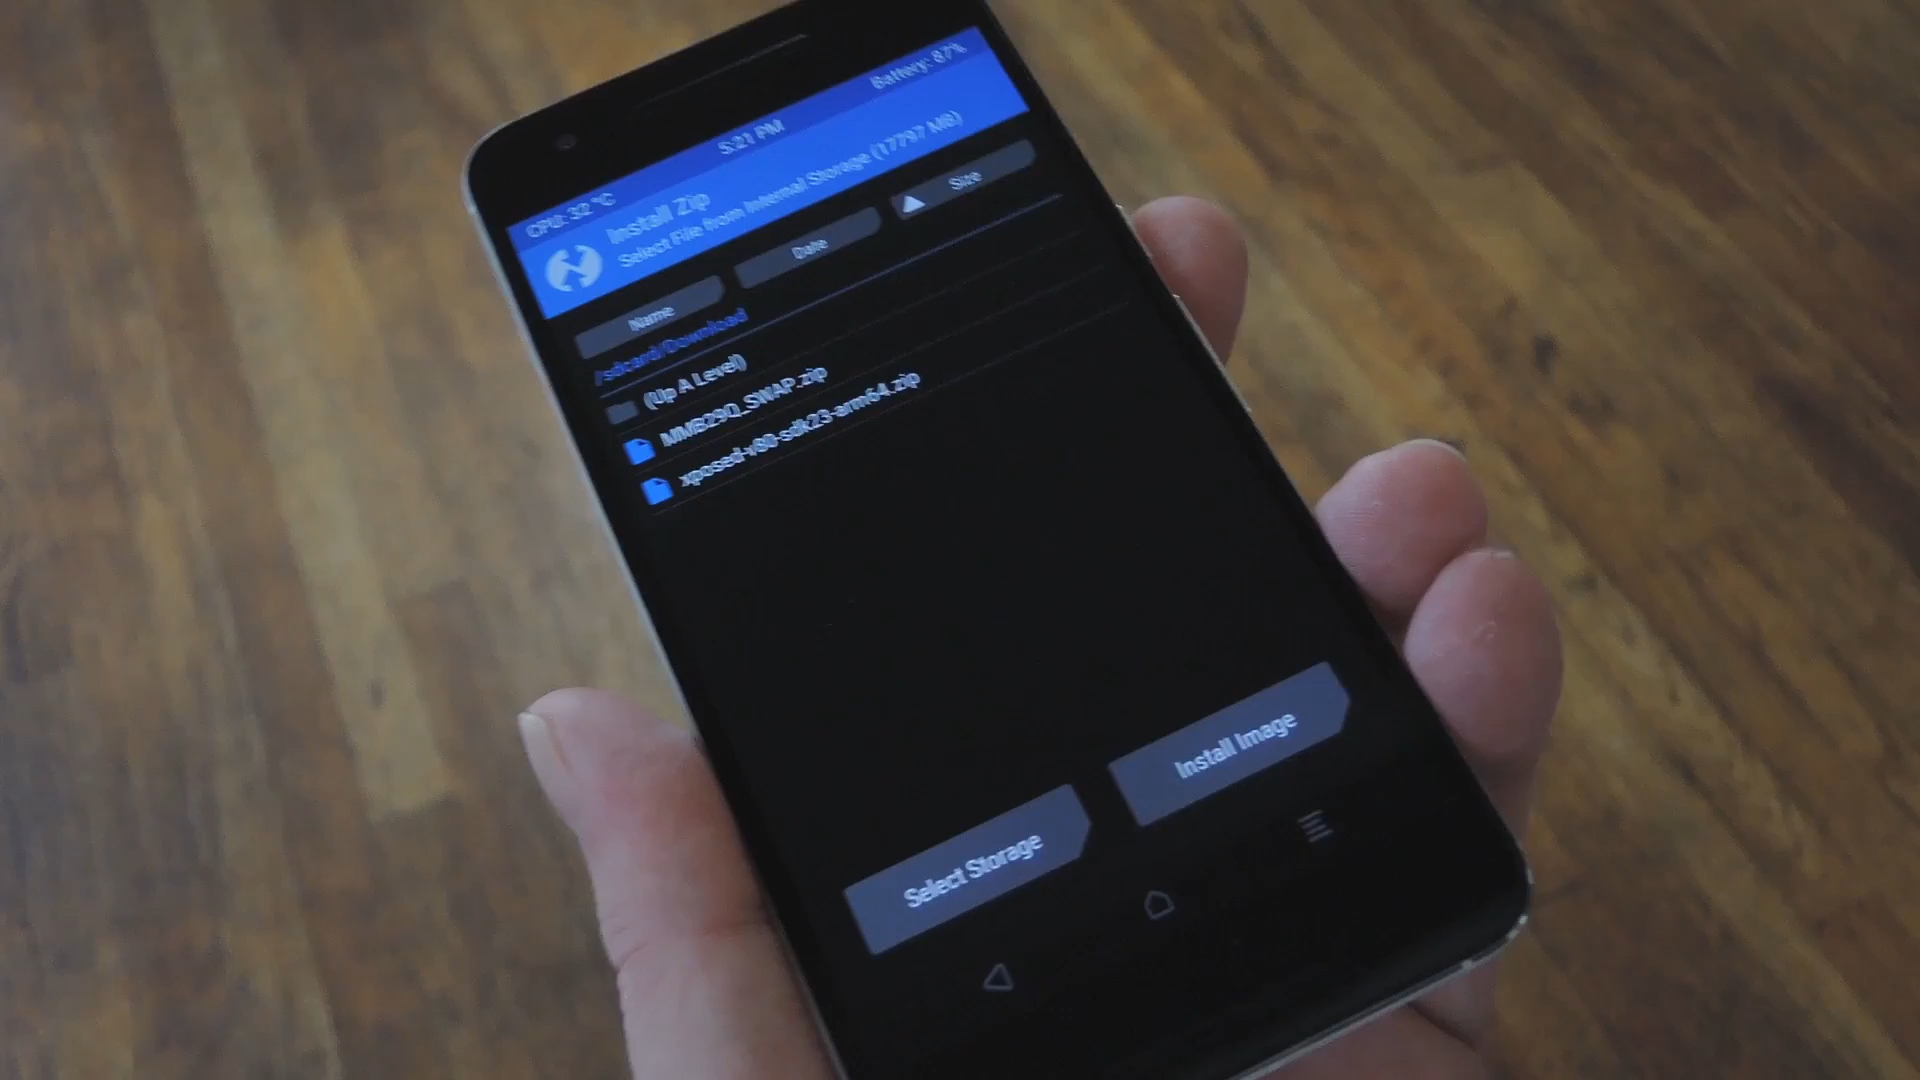 CPU: 32 °C 5:21 PM Battery: 87%
Install Zip
Select File from Internal Storage (17797 MB)
Name Date Size
/sdcard/Download
(Up A Level)
MMB29Q_SWAP.zip
xposed-v80-sdk23-arm64.zip
Select Storage Install Image